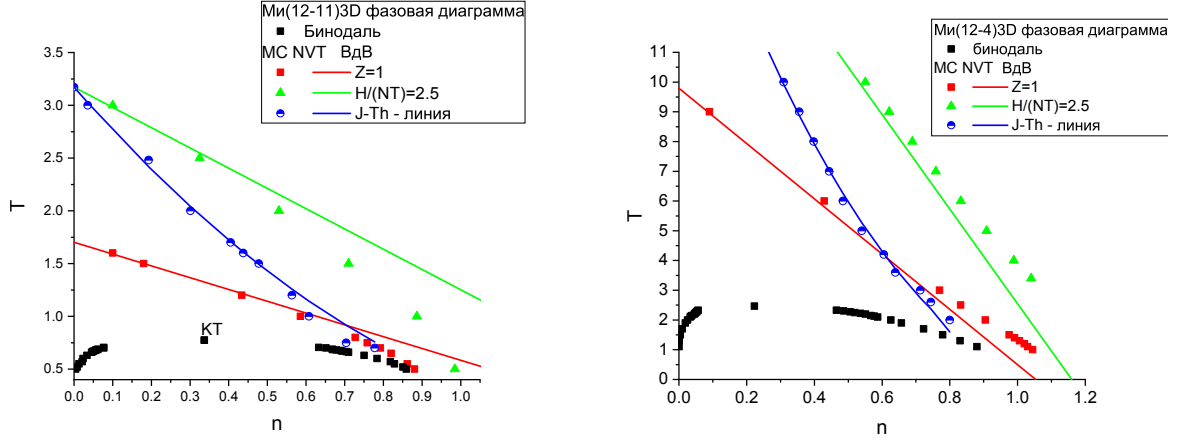 Ми(12-11)3D фазовая диаграмма
Бинодаль
МС NVT ВдВ
Z=1
H/(NT)=2.5
J-Th - линия
3.5
3.0
2.5
2.0
1.5
1.0
0.5
T
КТ
0.0 0.1 0.2 0.3 0.4 0.5 0.6 0.7 0.8 0.9 1.0
n
Ми(12-4)3D фазовая диаграмма
бинодаль
МС NVT ВдВ
Z=1
H/(NT)=2.5
J-Th - линия
11
10
9
8
7
6
5
4
3
2
1
0
T
0.0 0.2 0.4 0.6 0.8 1.0 1.2
n